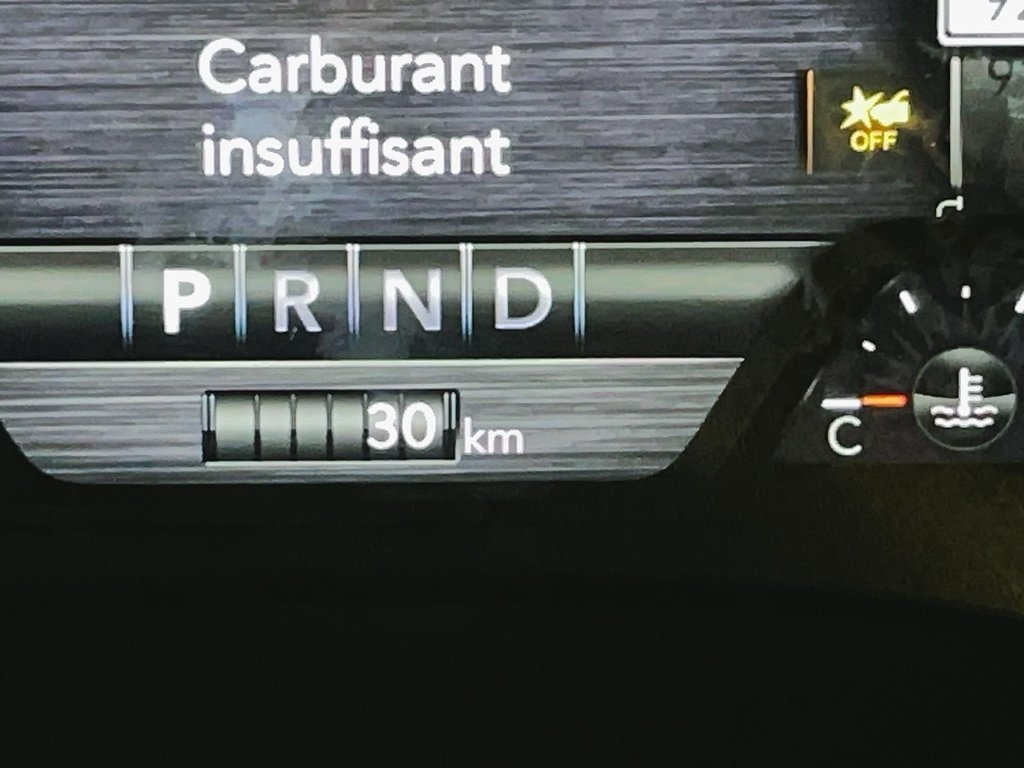 Carburant
insuffisant
OFF
P R N D
30 km
C